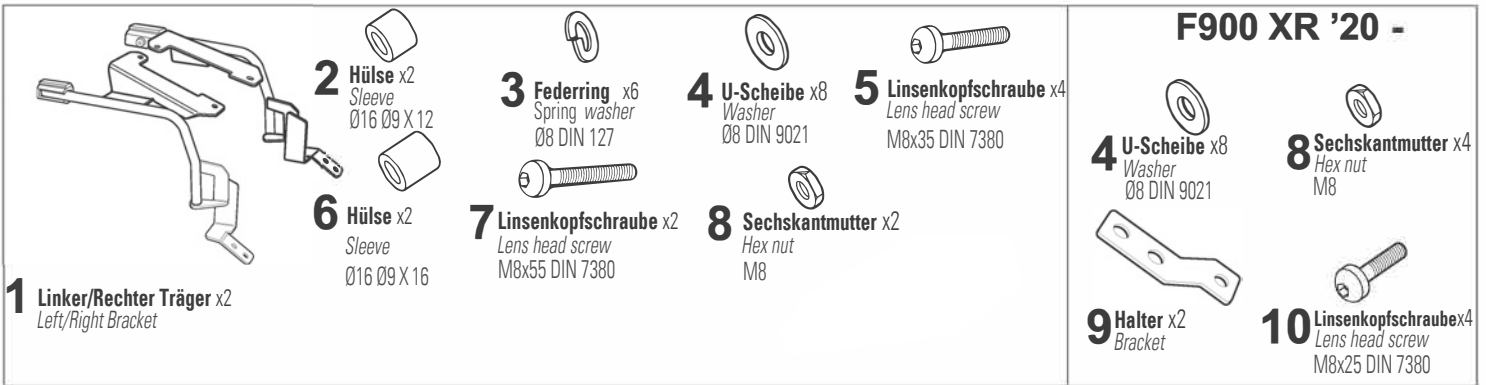 2 Hülse x2
Sleeve
Ø16 Ø9 X 12
3 Federring x6
Spring washer
Ø8 DIN 127
4 U-Scheibe x8
Washer
Ø8 DIN 9021
5 Linsenkopfschraube x4
Lens head screw
M8x35 DIN 7380
6 Hülse x2
Sleeve
Ø16 Ø9 X 16
7 Linsenkopfschraube x2
Lens head screw
M8x55 DIN 7380
8 Sechskantmutter x2
Hex nut
M8
1 Linker/Rechter Träger x2
Left/Right Bracket
F900 XR '20 -
4 U-Scheibe x8
Washer
Ø8 DIN 9021
8 Sechskantmutter x4
Hex nut
M8
9 Halter x2
Bracket
10 Linsenkopfschraubex4
Lens head screw
M8x25 DIN 7380